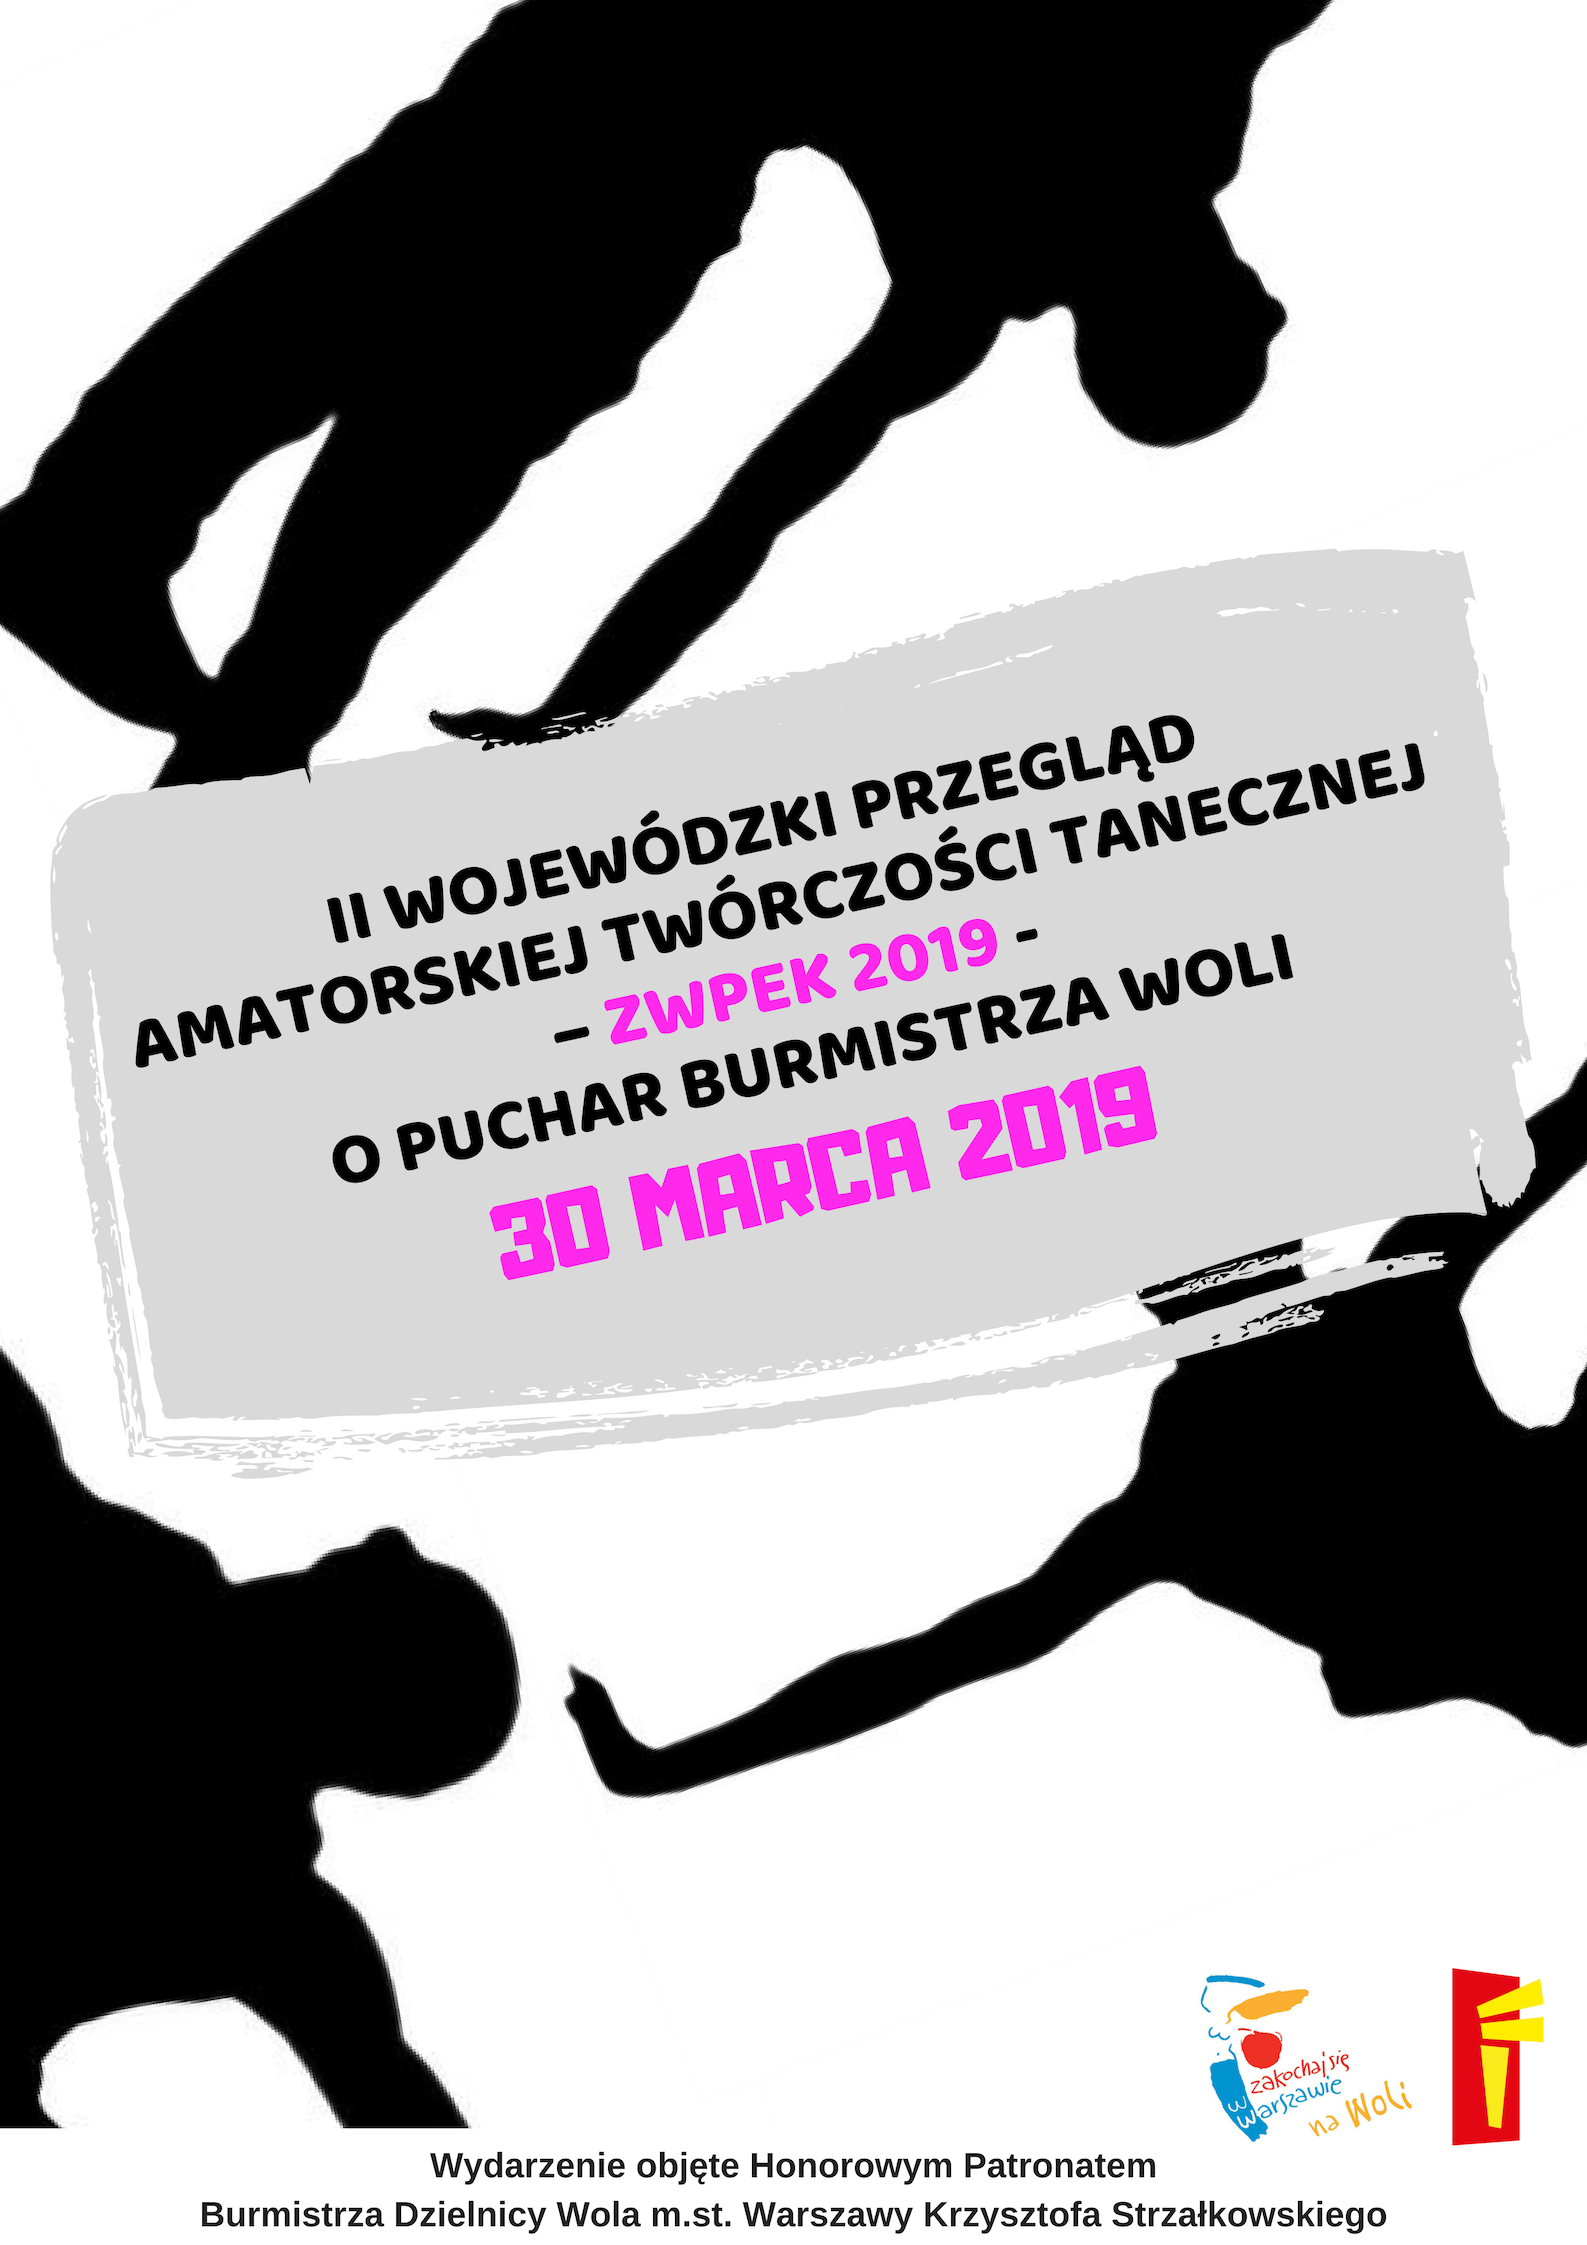 II WOJEWÓDZKI PRZEGLĄD
AMATORSKIEJ TWÓRCZOŚCI TANECZNEJ
– ZWPEK 2019 -
O PUCHAR BURMISTRZA WOLI
30 MARCA 2019
zakochaj się
w warszawie
na Woli
Wydarzenie objęte Honorowym Patronatem
Burmistrza Dzielnicy Wola m.st. Warszawy Krzysztofa Strzałkowskiego